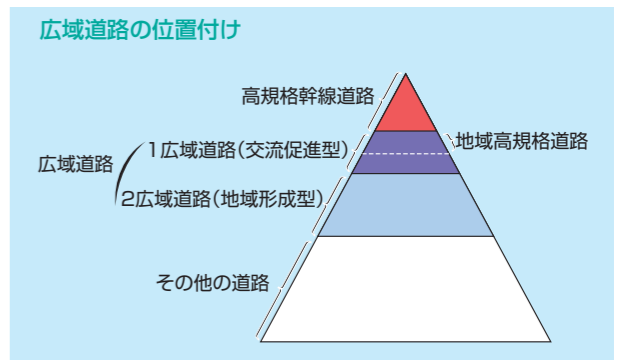 広域道路の位置付け
高規格幹線道路
地域高規格道路
広域道路
1広域道路(交流促進型)
2広域道路(地域形成型)
その他の道路